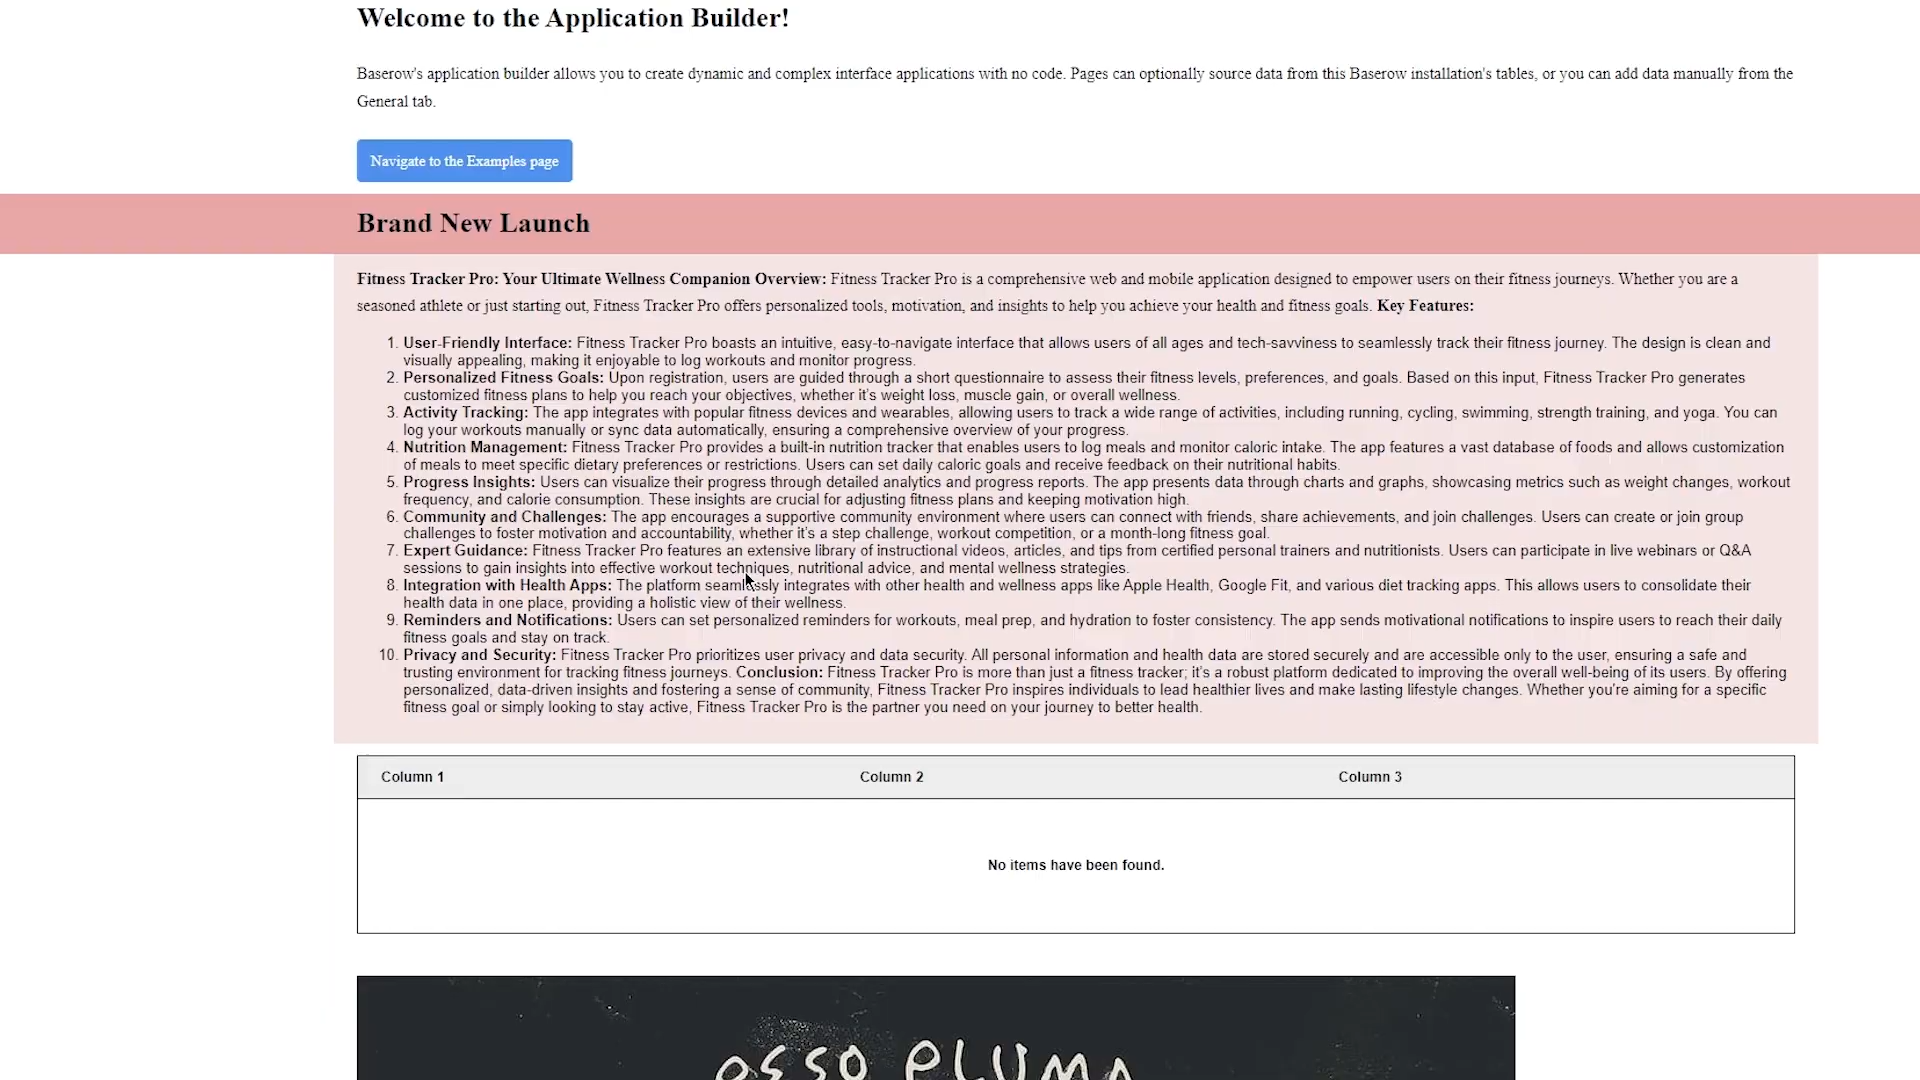 Welcome to the Application Builder!
Baserow's application builder allows you to create dynamic and complex interface applications with no code. Pages can optionally source data from this Baserow installation's tables, or you can add data manually from the
General tab.
Navigate to the Examples page
Brand New Launch
Fitness Tracker Pro: Your Ultimate Wellness Companion Overview: Fitness Tracker Pro is a comprehensive web and mobile application designed to empower users on their fitness journeys. Whether you are a
seasoned athlete or just starting out, Fitness Tracker Pro offers personalized tools, motivation, and insights to help you achieve your health and fitness goals. Key Features:
1. User-Friendly Interface: Fitness Tracker Pro boasts an intuitive, easy-to-navigate interface that allows users of all ages and tech-savviness to seamlessly track their fitness journey. The design is clean and
visually appealing, making it enjoyable to log workouts and monitor progress.
2. Personalized Fitness Goals: Upon registration, users are guided through a short questionnaire to assess their fitness levels, preferences, and goals. Based on this input, Fitness Tracker Pro generates
customized fitness plans to help you reach your objectives, whether it's weight loss, muscle gain, or overall wellness.
3. Activity Tracking: The app integrates with popular fitness devices and wearables, allowing users to track a wide range of activities, including running, cycling, swimming, strength training, and yoga. You can
log your workouts manually or sync data automatically, ensuring a comprehensive overview of your progress.
4. Nutrition Management: Fitness Tracker Pro provides a built-in nutrition tracker that enables users to log meals and monitor caloric intake. The app features a vast database of foods and allows customization
of meals to meet specific dietary preferences or restrictions. Users can set daily caloric goals and receive feedback on their nutritional habits.
5. Progress Insights: Users can visualize their progress through detailed analytics and progress reports. The app presents data through charts and graphs, showcasing metrics such as weight changes, workout
frequency, and calorie consumption. These insights are crucial for adjusting fitness plans and keeping motivation high.
6. Community and Challenges: The app encourages a supportive community environment where users can connect with friends, share achievements, and join challenges. Users can create or join group
challenges to foster motivation and accountability, whether it's a step challenge, workout competition, or a month-long fitness goal.
7. Expert Guidance: Fitness Tracker Pro features an extensive library of instructional videos, articles, and tips from certified personal trainers and nutritionists. Users can participate in live webinars or Q&A
sessions to gain insights into effective workout techniques, nutritional advice, and mental wellness strategies.
8. Integration with Health Apps: The platform seamlessly integrates with other health and wellness apps like Apple Health, Google Fit, and various diet tracking apps. This allows users to consolidate their
health data in one place, providing a holistic view of their wellness.
9. Reminders and Notifications: Users can set personalized reminders for workouts, meal prep, and hydration to foster consistency. The app sends motivational notifications to inspire users to reach their daily
fitness goals and stay on track.
10. Privacy and Security: Fitness Tracker Pro prioritizes user privacy and data security. All personal information and health data are stored securely and are accessible only to the user, ensuring a safe and
trusting environment for tracking fitness journeys. Conclusion: Fitness Tracker Pro is more than just a fitness tracker; it's a robust platform dedicated to improving the overall well-being of its users. By offering
personalized, data-driven insights and fostering a sense of community, Fitness Tracker Pro inspires individuals to lead healthier lives and make lasting lifestyle changes. Whether you're aiming for a specific
fitness goal or simply looking to stay active, Fitness Tracker Pro is the partner you need on your journey to better health.
Column 1 Column 2 Column 3
No items have been found.
OSSO PLUMA